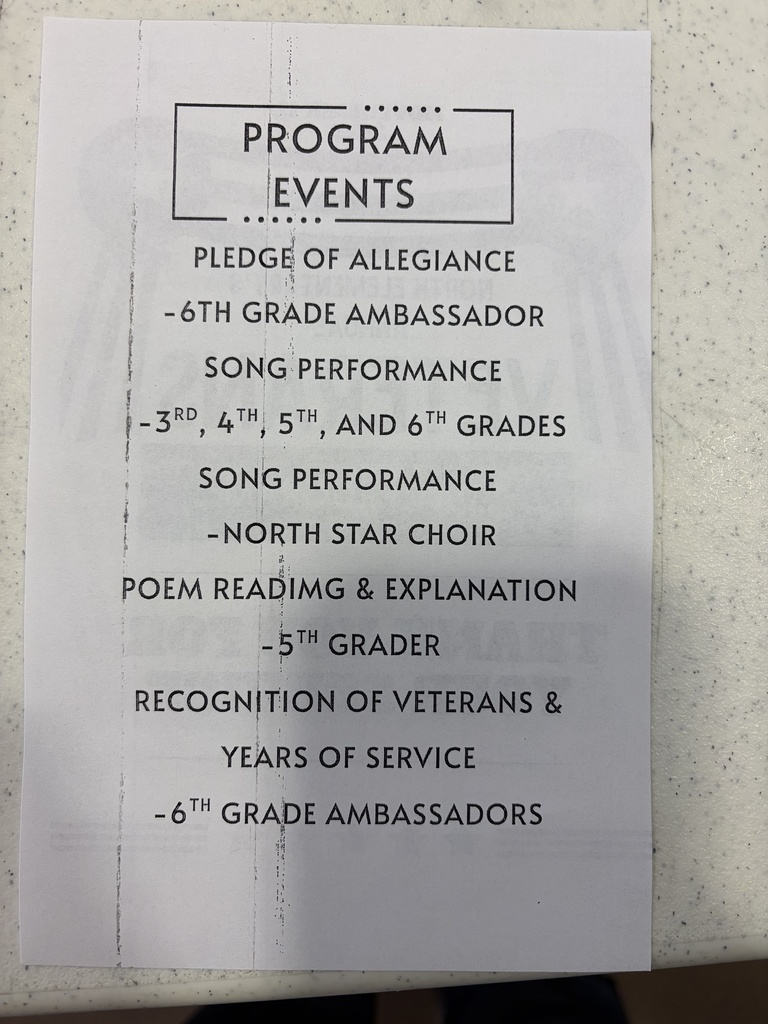 PROGRAM
EVENTS
PLEDGE OF ALLEGIANCE
-6TH GRADE AMBASSADOR
SONG PERFORMANCE
-3RD, 4TH, 5TH, AND 6TH GRADES
SONG PERFORMANCE
-NORTH STAR CHOIR
POEM READIMG & EXPLANATION
-5TH GRADER
RECOGNITION OF VETERANS &
YEARS OF SERVICE
-6TH GRADE AMBASSADORS